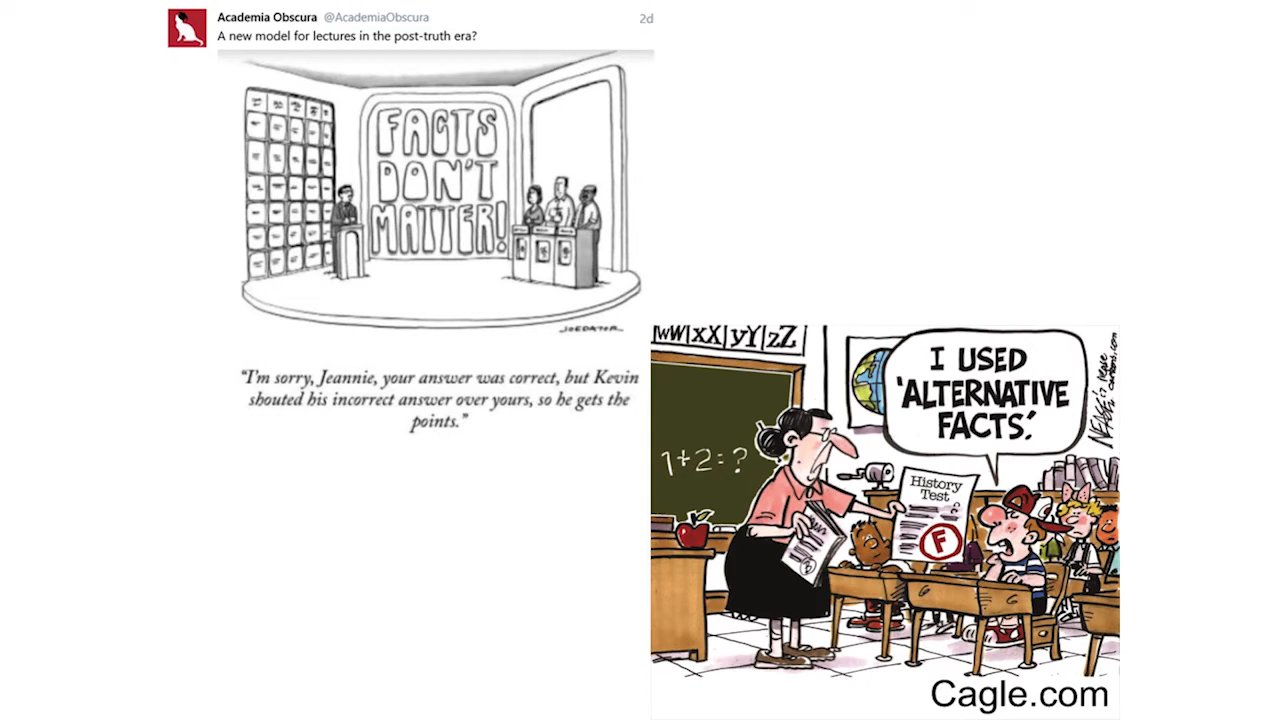 Academia Obscura @AcademiaObscura 2d
A new model for lectures in the post-truth era?
FACTS
DON'T
MATTER!
JOEDATOR
"I'm sorry, Jeannie, your answer was correct, but Kevin
shouted his incorrect answer over yours, so he gets the
points."
wW xX yY zZ
I USED
'ALTERNATIVE
FACTS.'
1+2=?
History
Test
F
Cagle.com